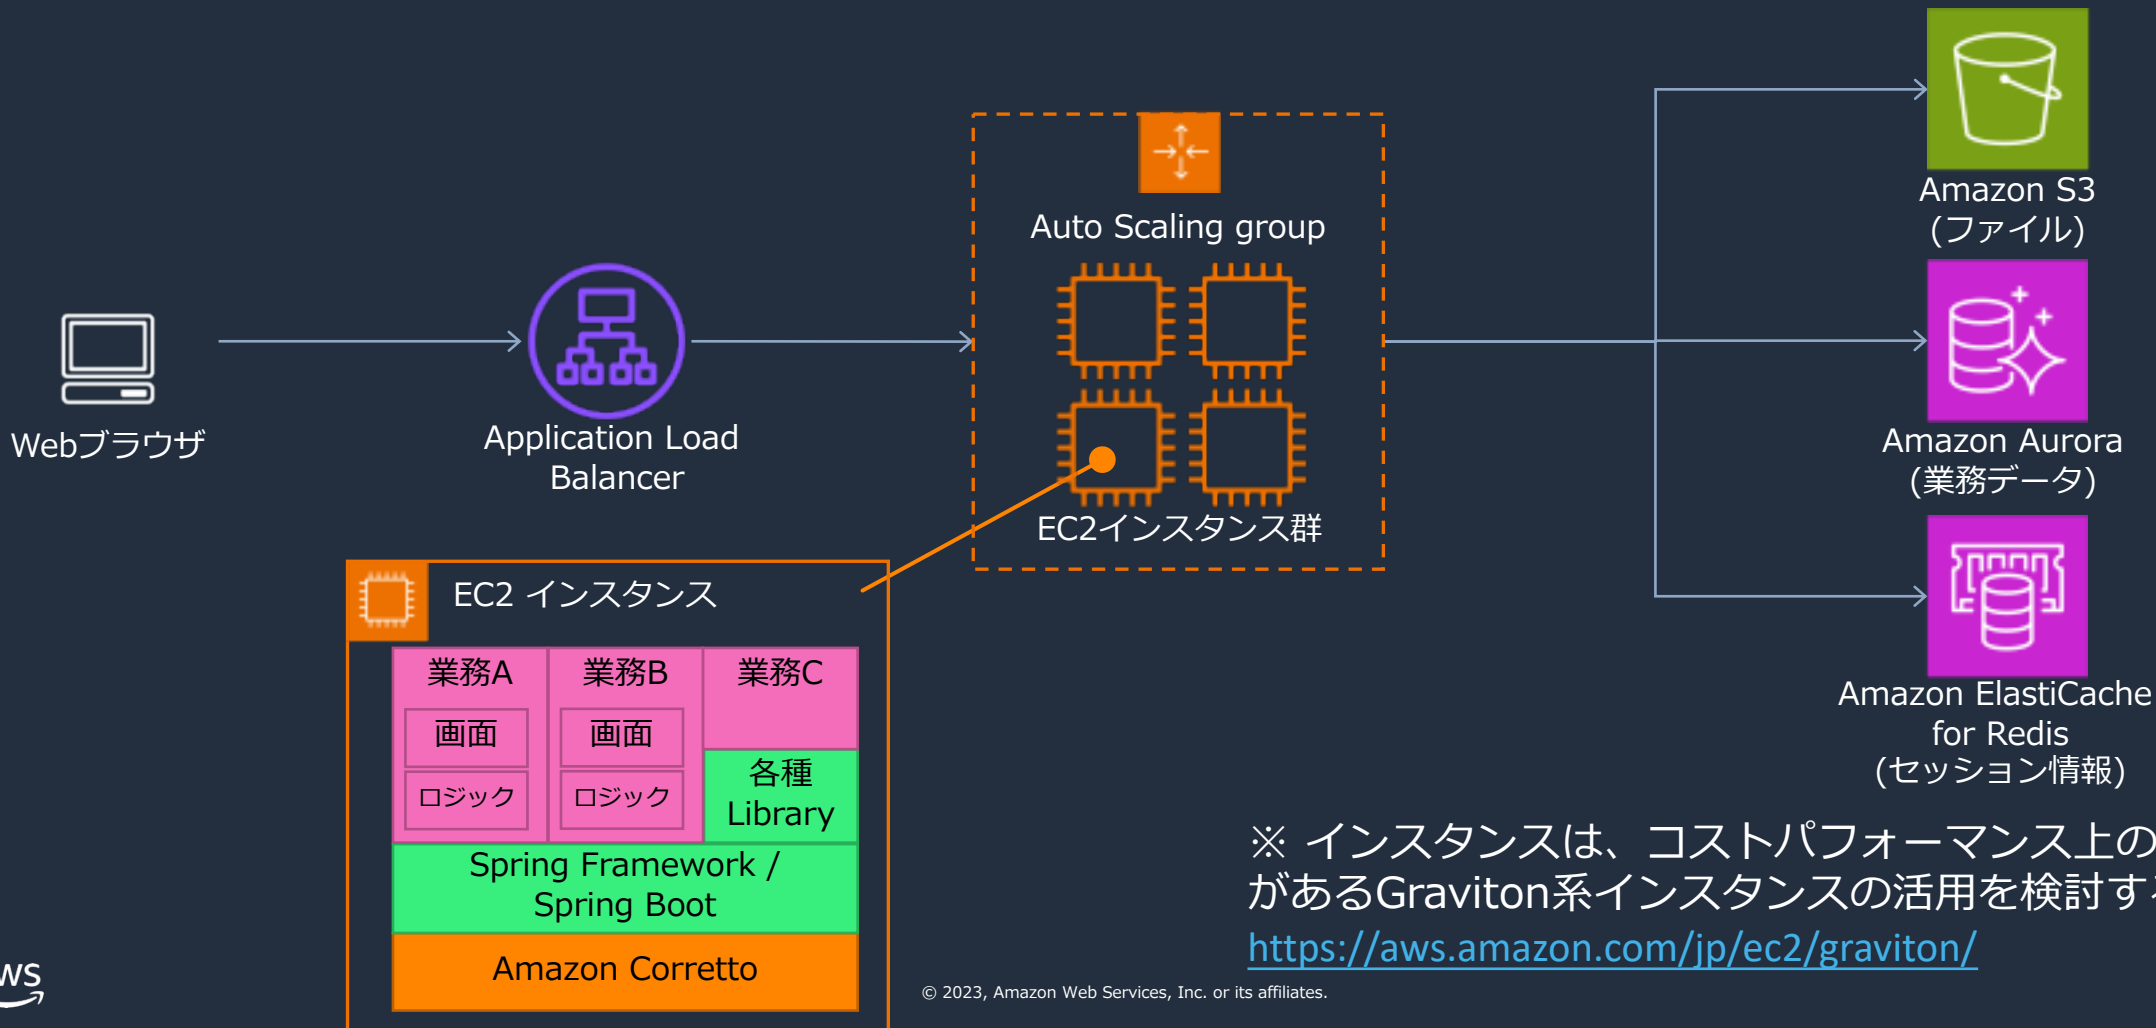 Amazon S3
(ファイル)
Auto Scaling group
Webブラウザ
Application Load
Balancer
EC2インスタンス群
Amazon Aurora
(業務データ)
EC2 インスタンス
業務A
業務B
業務C
画面
画面
ロジック
ロジック
各種
Library
Spring Framework /
Spring Boot
Amazon Corretto
Amazon ElastiCache
for Redis
(セッション情報)
※ インスタンスは、コストパフォーマンス上の
があるGraviton系インスタンスの活用を検討す
https://aws.amazon.com/jp/ec2/graviton/
ws
© 2023, Amazon Web Services, Inc. or its affiliates.